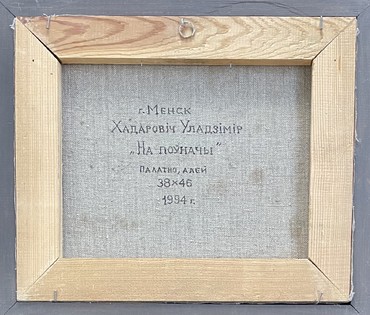 г. Менск
Хадаровіч Уладзімір
„На поўначы"
палатно, алей
38×46
1994 г.